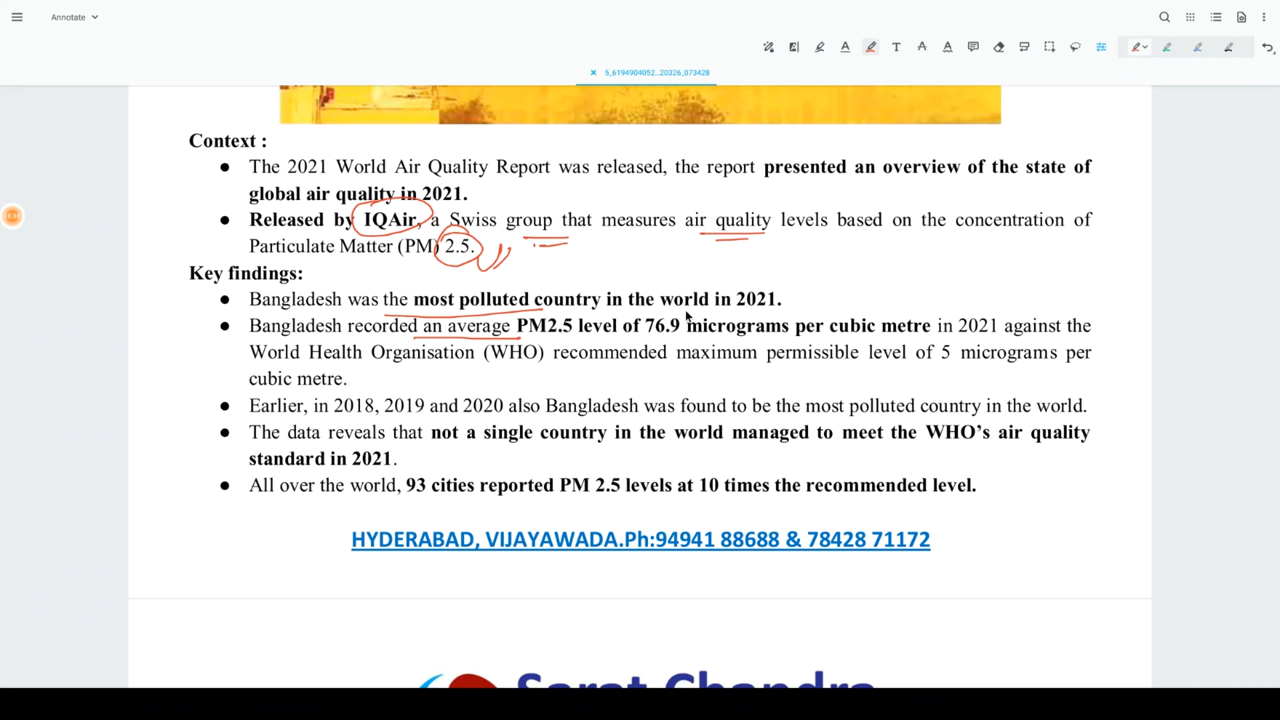 Annotate
5_6194904052...20326_073428
Context :
● The 2021 World Air Quality Report was released, the report presented an overview of the state of
global air quality in 2021.
● Released by IQAir, a Swiss group that measures air quality levels based on the concentration of
Particulate Matter (PM) 2.5.
Key findings:
● Bangladesh was the most polluted country in the world in 2021.
● Bangladesh recorded an average PM2.5 level of 76.9 micrograms per cubic metre in 2021 against the
World Health Organisation (WHO) recommended maximum permissible level of 5 micrograms per
cubic metre.
● Earlier, in 2018, 2019 and 2020 also Bangladesh was found to be the most polluted country in the world.
● The data reveals that not a single country in the world managed to meet the WHO's air quality
standard in 2021.
● All over the world, 93 cities reported PM 2.5 levels at 10 times the recommended level.
HYDERABAD, VIJAYAWADA.Ph:94941 88688 & 78428 71172
Sarat Chandra